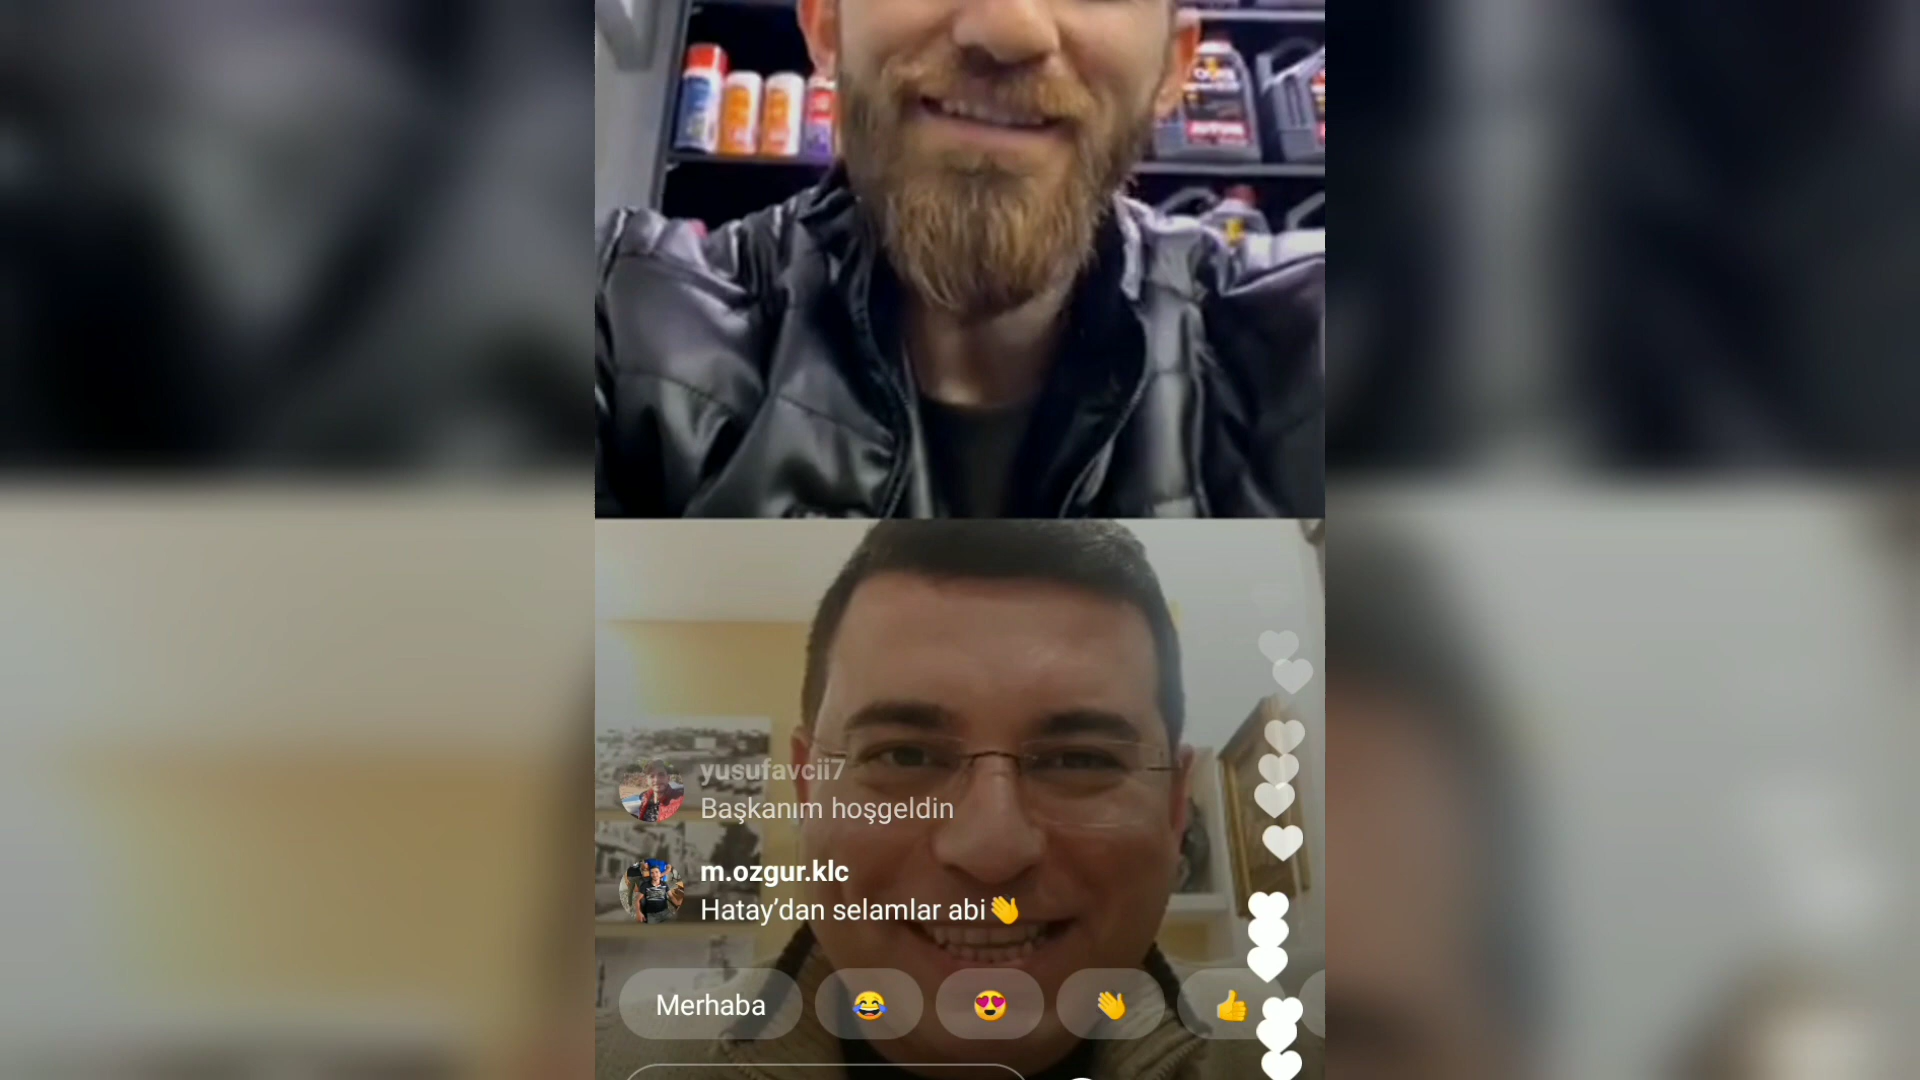 yusufavcii7
Başkanım hoşgeldin
m.ozgur.klc
Hatay’dan selamlar abi👋
Merhaba